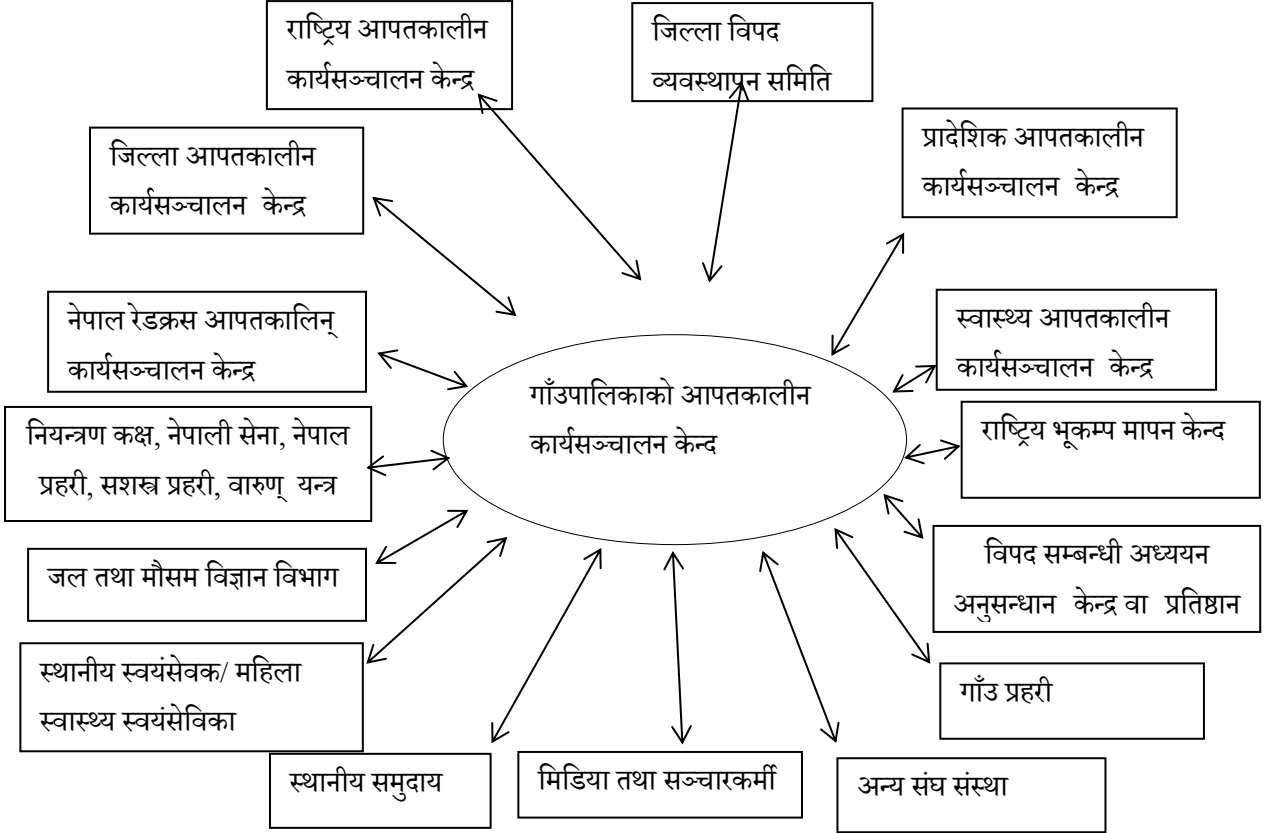 राष्ट्रिय आपतकालीन
कार्यसञ्चालन केन्द्र
जिल्ला विपद
व्यवस्थापन समिति
जिल्ला आपतकालीन
कार्यसञ्चालन केन्द्र
प्रादेशिक आपतकालीन
कार्यसञ्चालन केन्द्र
नेपाल रेडक्रस आपतकालिन्
कार्यसञ्चालन केन्द्र
स्वास्थ्य आपतकालीन
कार्यसञ्चालन केन्द्र
गाँउपालिकाको आपतकालीन
कार्यसञ्चालन केन्द
नियन्त्रण कक्ष, नेपाली सेना, नेपाल
प्रहरी, सशस्त्र प्रहरी, वारुण् यन्त्र
राष्ट्रिय भूकम्प मापन केन्द
जल तथा मौसम विज्ञान विभाग
विपद सम्बन्धी अध्ययन
अनुसन्धान केन्द्र वा प्रतिष्ठान
स्थानीय स्वयंसेवक/ महिला
स्वास्थ्य स्वयंसेविका
गाँउ प्रहरी
स्थानीय समुदाय
मिडिया तथा सञ्चारकर्मी
अन्य संघ संस्था